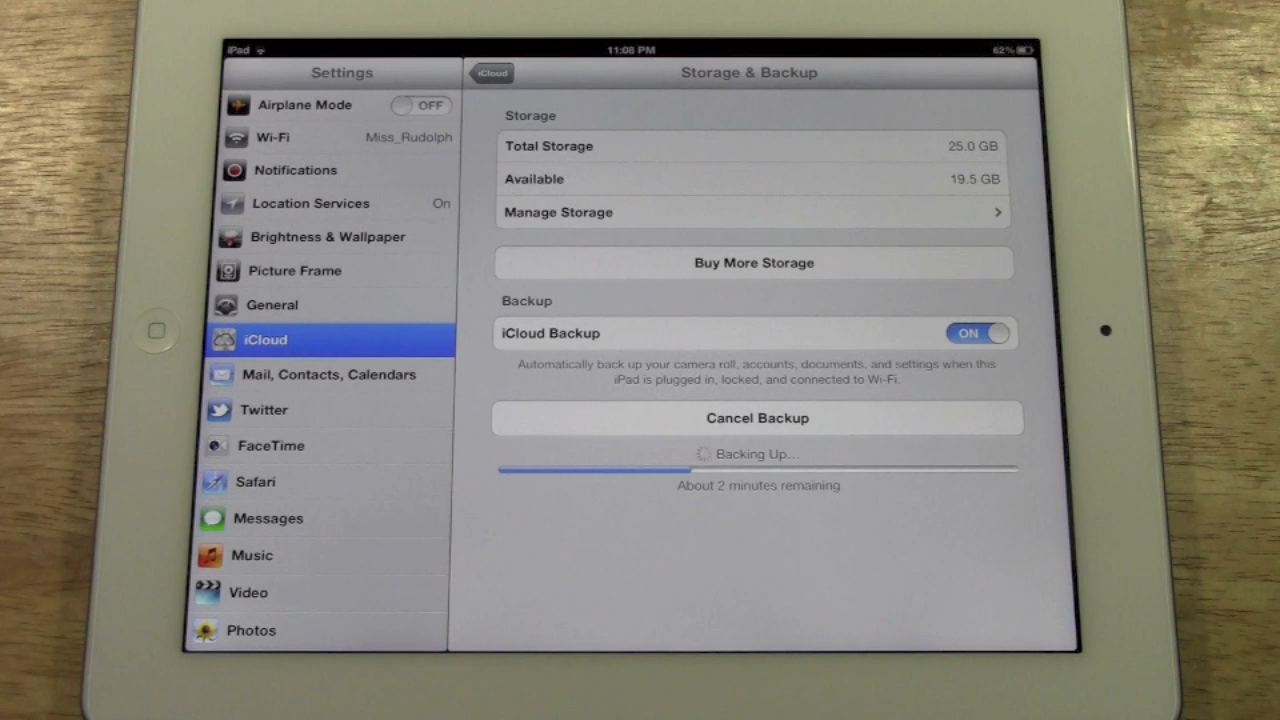 iPad
11:08 PM
62%
Settings
iCloud
Storage & Backup
Airplane Mode
OFF
Wi-Fi
Miss_Rudolph
Notifications
Location Services
On
Brightness & Wallpaper
Picture Frame
General
iCloud
Mail, Contacts, Calendars
Twitter
FaceTime
Safari
Messages
Music
Video
Photos
Storage
Total Storage
25.0 GB
Available
19.5 GB
Manage Storage
Buy More Storage
Backup
iCloud Backup
ON
Automatically back up your camera roll, accounts, documents, and settings when this
iPad is plugged in, locked, and connected to Wi-Fi.
Cancel Backup
Backing Up...
About 2 minutes remaining